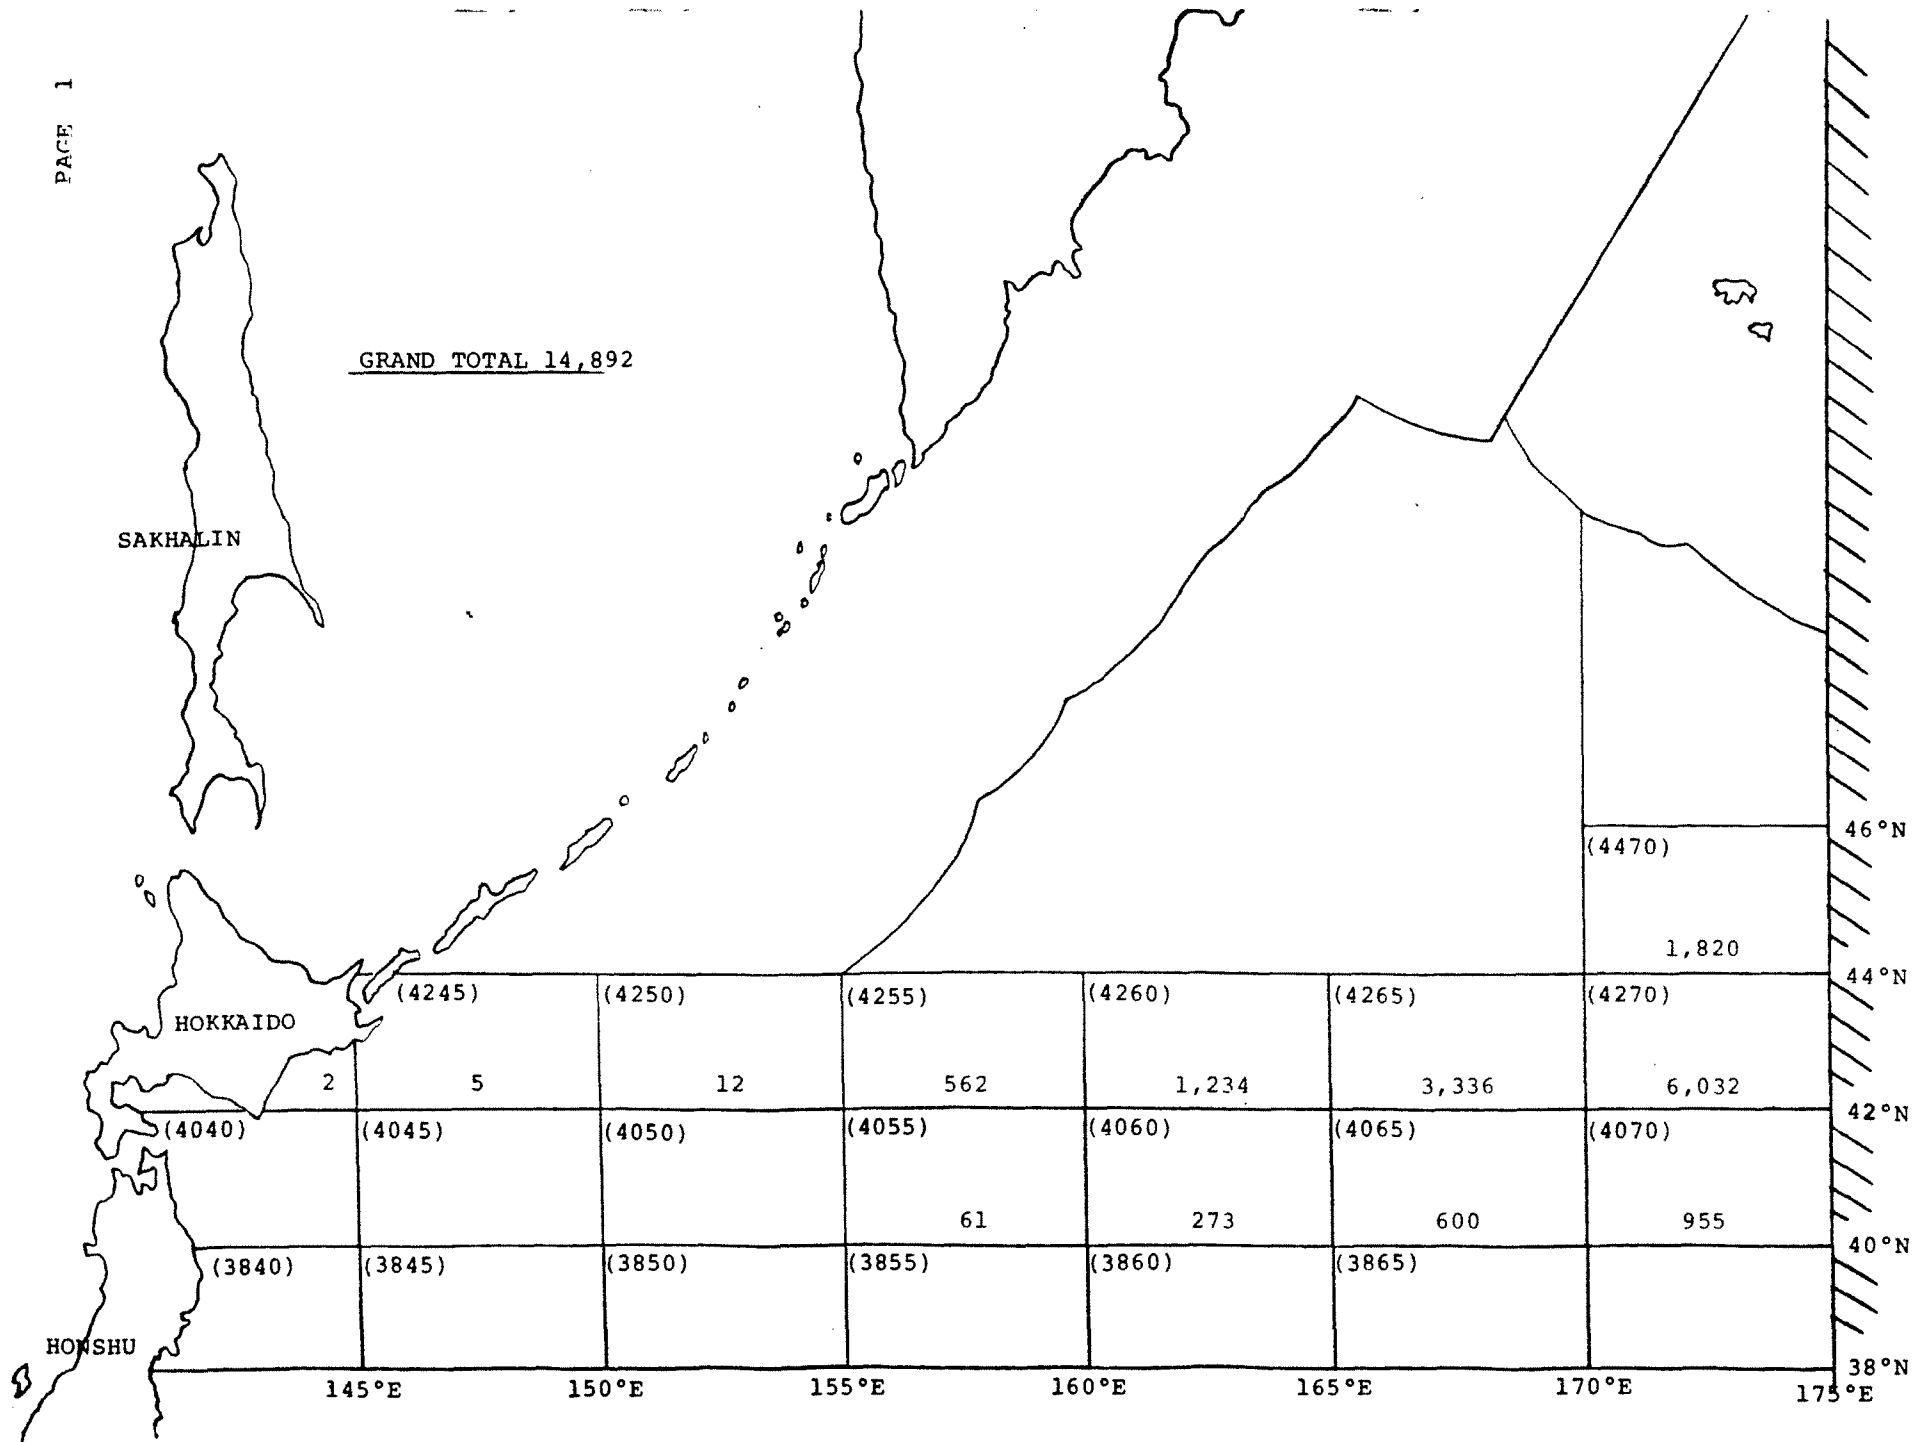 PAGE 1
GRAND TOTAL 14,892
SAKHALIN
46°N
(4470)
1,820
44°N
(4245) (4250) (4255) (4260) (4265) (4270)
HOKKAIDO
2 5 12 562 1,234 3,336 6,032
42°N
(4040) (4045) (4050) (4055) (4060) (4065) (4070)
61 273 600 955
40°N
(3840) (3845) (3850) (3855) (3860) (3865)
HONSHU
38°N
145°E 150°E 155°E 160°E 165°E 170°E 175°E